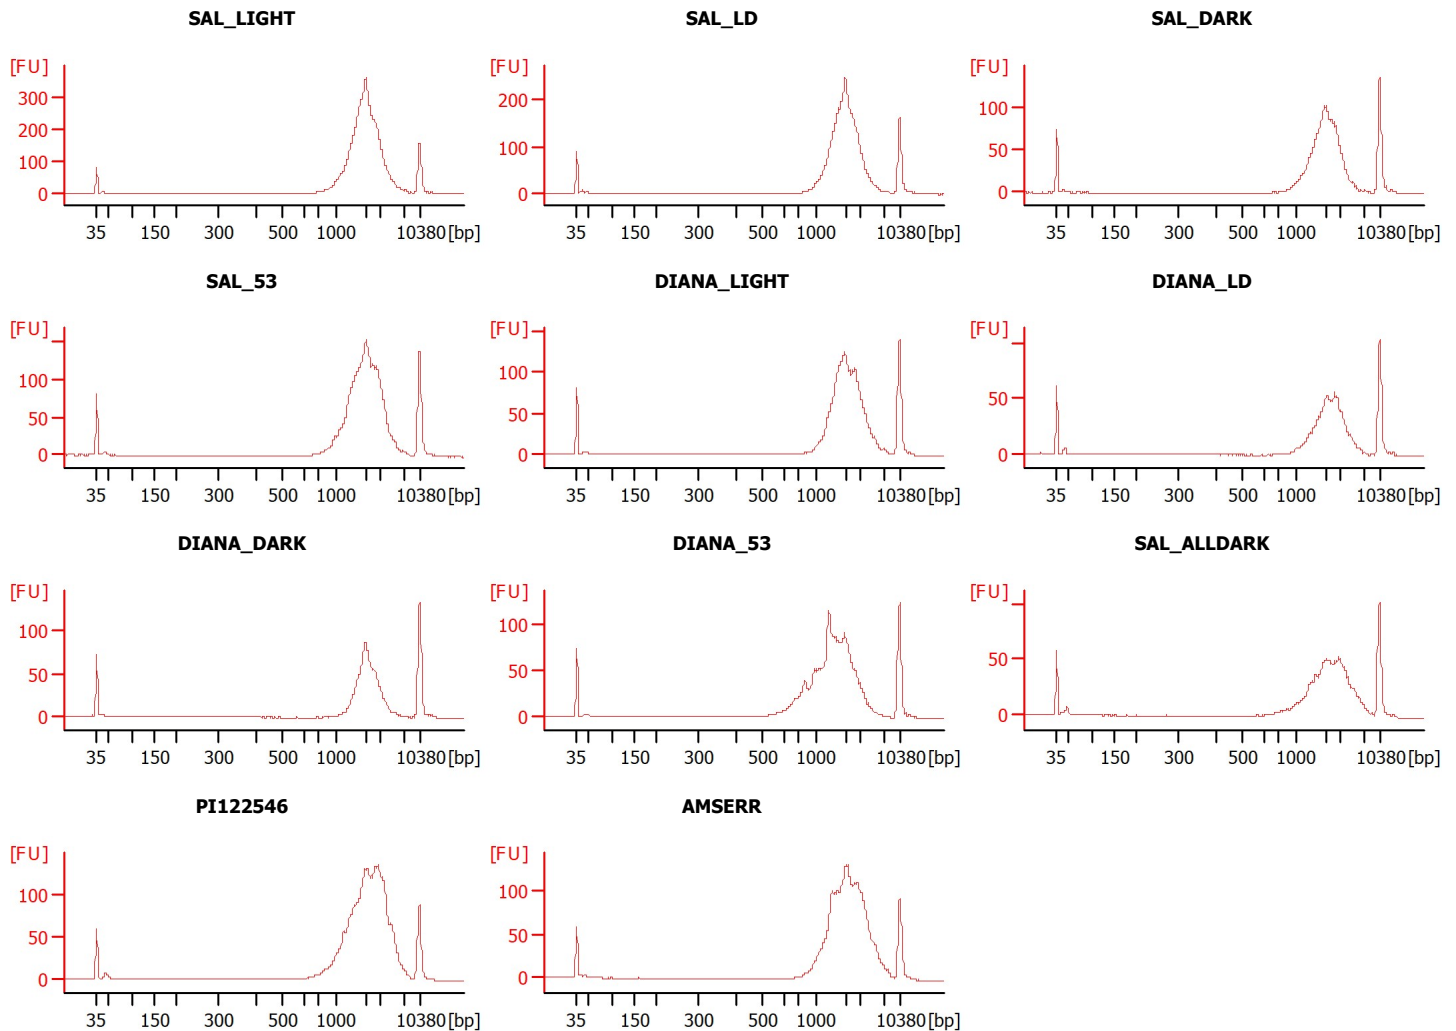 SAL_LIGHT SAL_LD SAL_DARK
[FU] [FU] [FU]
300
200
100
0
200
100
0
100
50
0
35 150 300 500 1000 10380[bp] 35 150 300 500 1000 10380[bp] 35 150 300 500 1000 10380[bp]
SAL_53 DIANA_LIGHT DIANA_LD
[FU] [FU] [FU]
100
50
0
100
50
0
50
0
35 150 300 500 1000 10380[bp] 35 150 300 500 1000 10380[bp] 35 150 300 500 1000 10380[bp]
DIANA_DARK DIANA_53 SAL_ALLDARK
[FU] [FU] [FU]
100
50
0
100
50
0
50
0
35 150 300 500 1000 10380[bp] 35 150 300 500 1000 10380[bp] 35 150 300 500 1000 10380[bp]
PI122546 AMSERR
[FU] [FU]
100
50
0
100
50
0
35 150 300 500 1000 10380[bp] 35 150 300 500 1000 10380[bp]